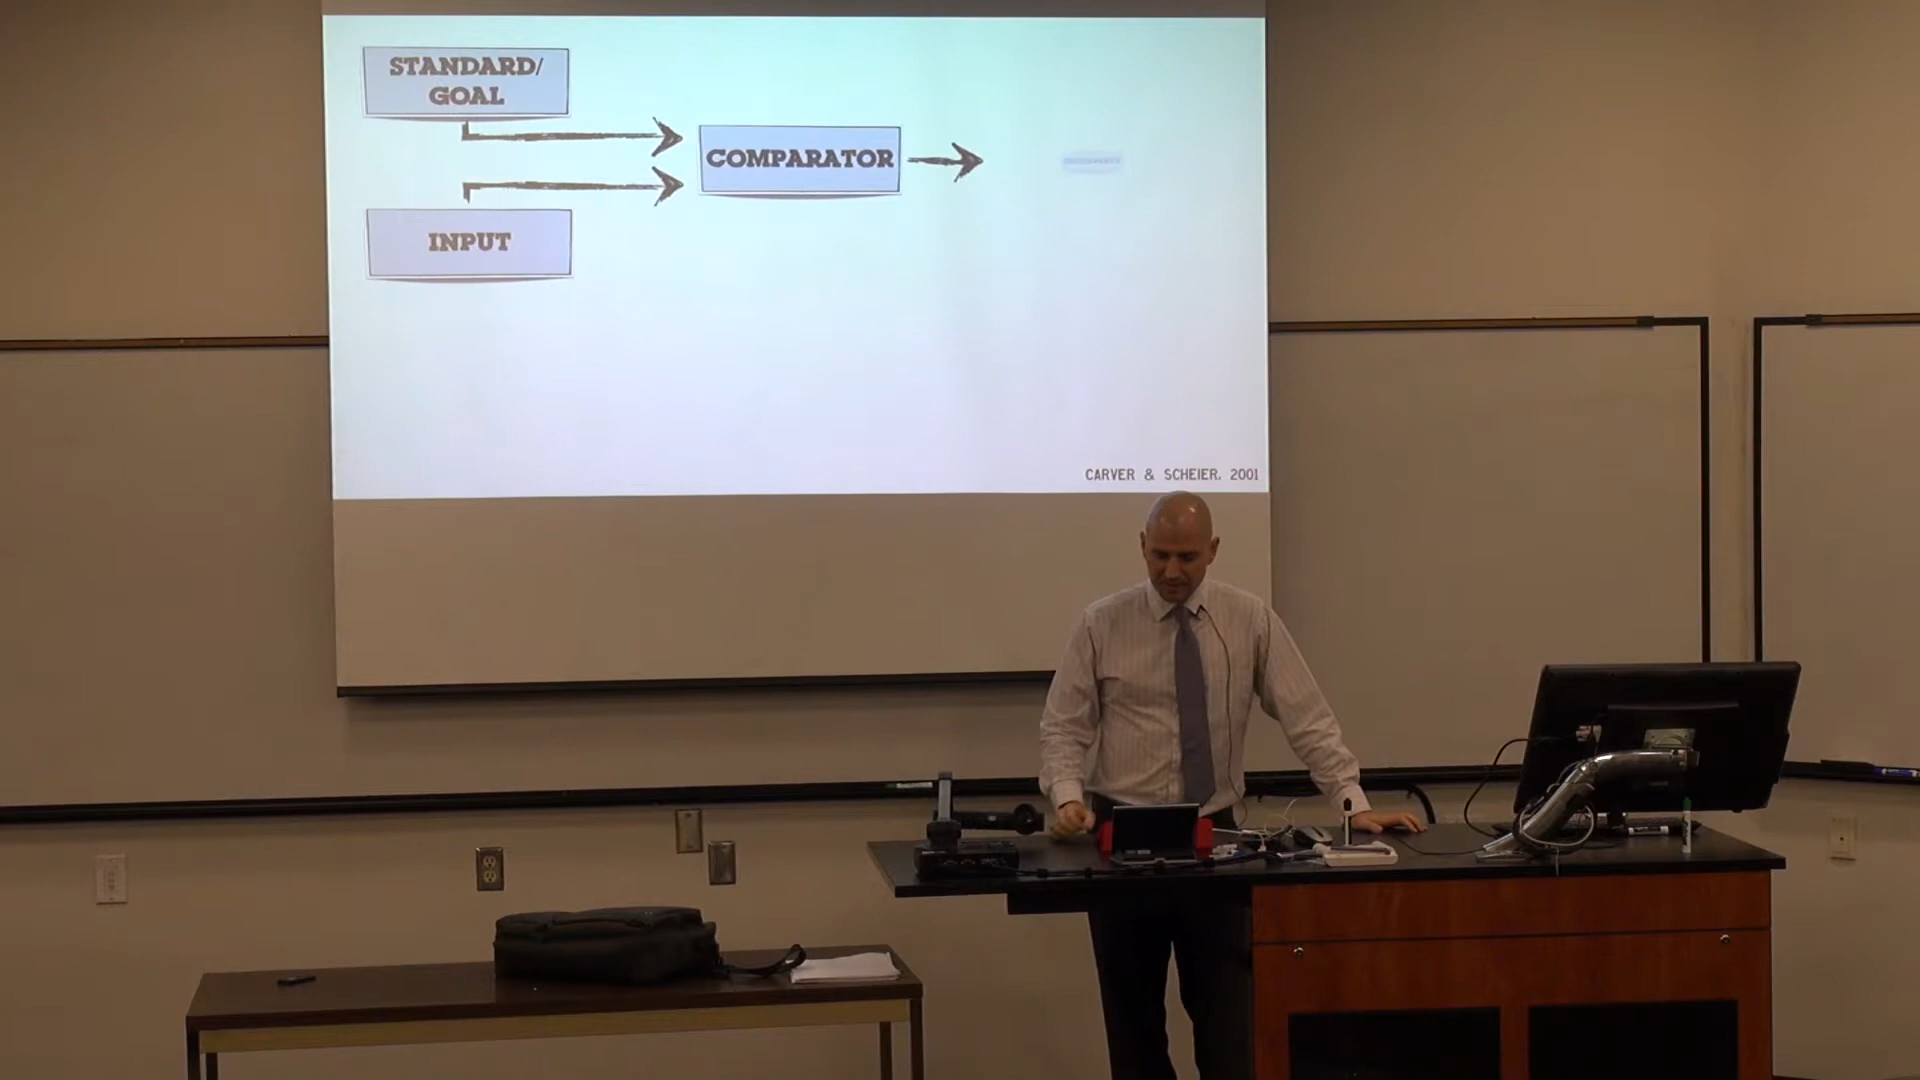 STANDARD/
GOAL
COMPARATOR
INPUT
CARVER & SCHEIER, 2001